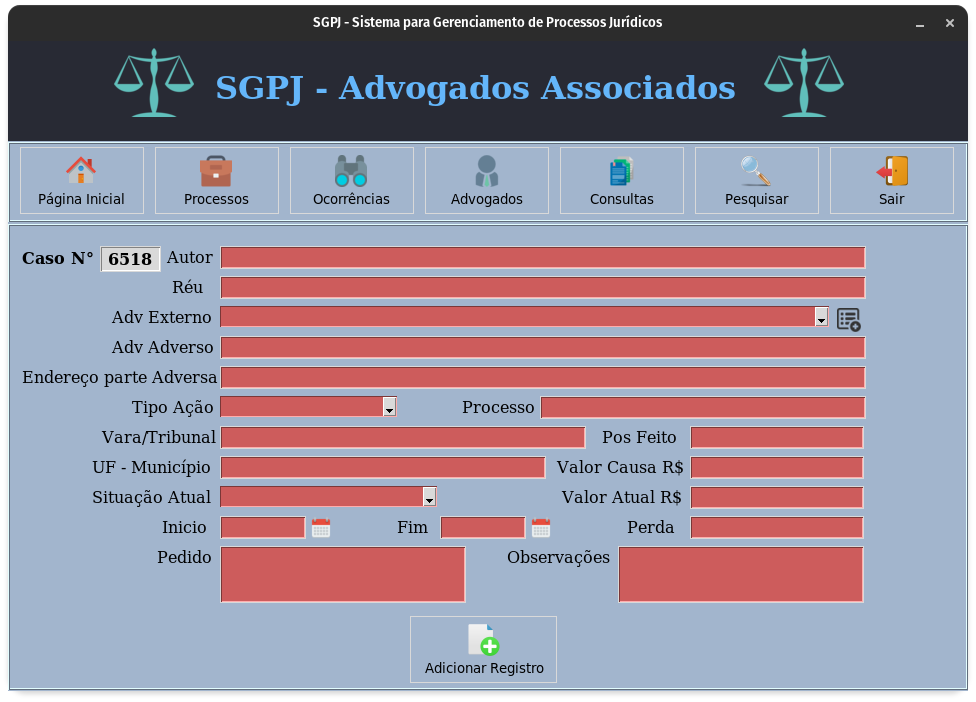 SGPJ - Sistema para Gerenciamento de Processos Jurídicos
SGPJ - Advogados Associados
Página Inicial Processos Ocorrências Advogados Consultas Pesquisar Sair
Caso N° 6518 Autor
Réu
Adv Externo
Adv Adverso
Endereço parte Adversa
Tipo Ação Processo
Vara/Tribunal Pos Feito
UF - Município Valor Causa R$
Situação Atual Valor Atual R$
Inicio Fim Perda
Pedido Observações
Adicionar Registro